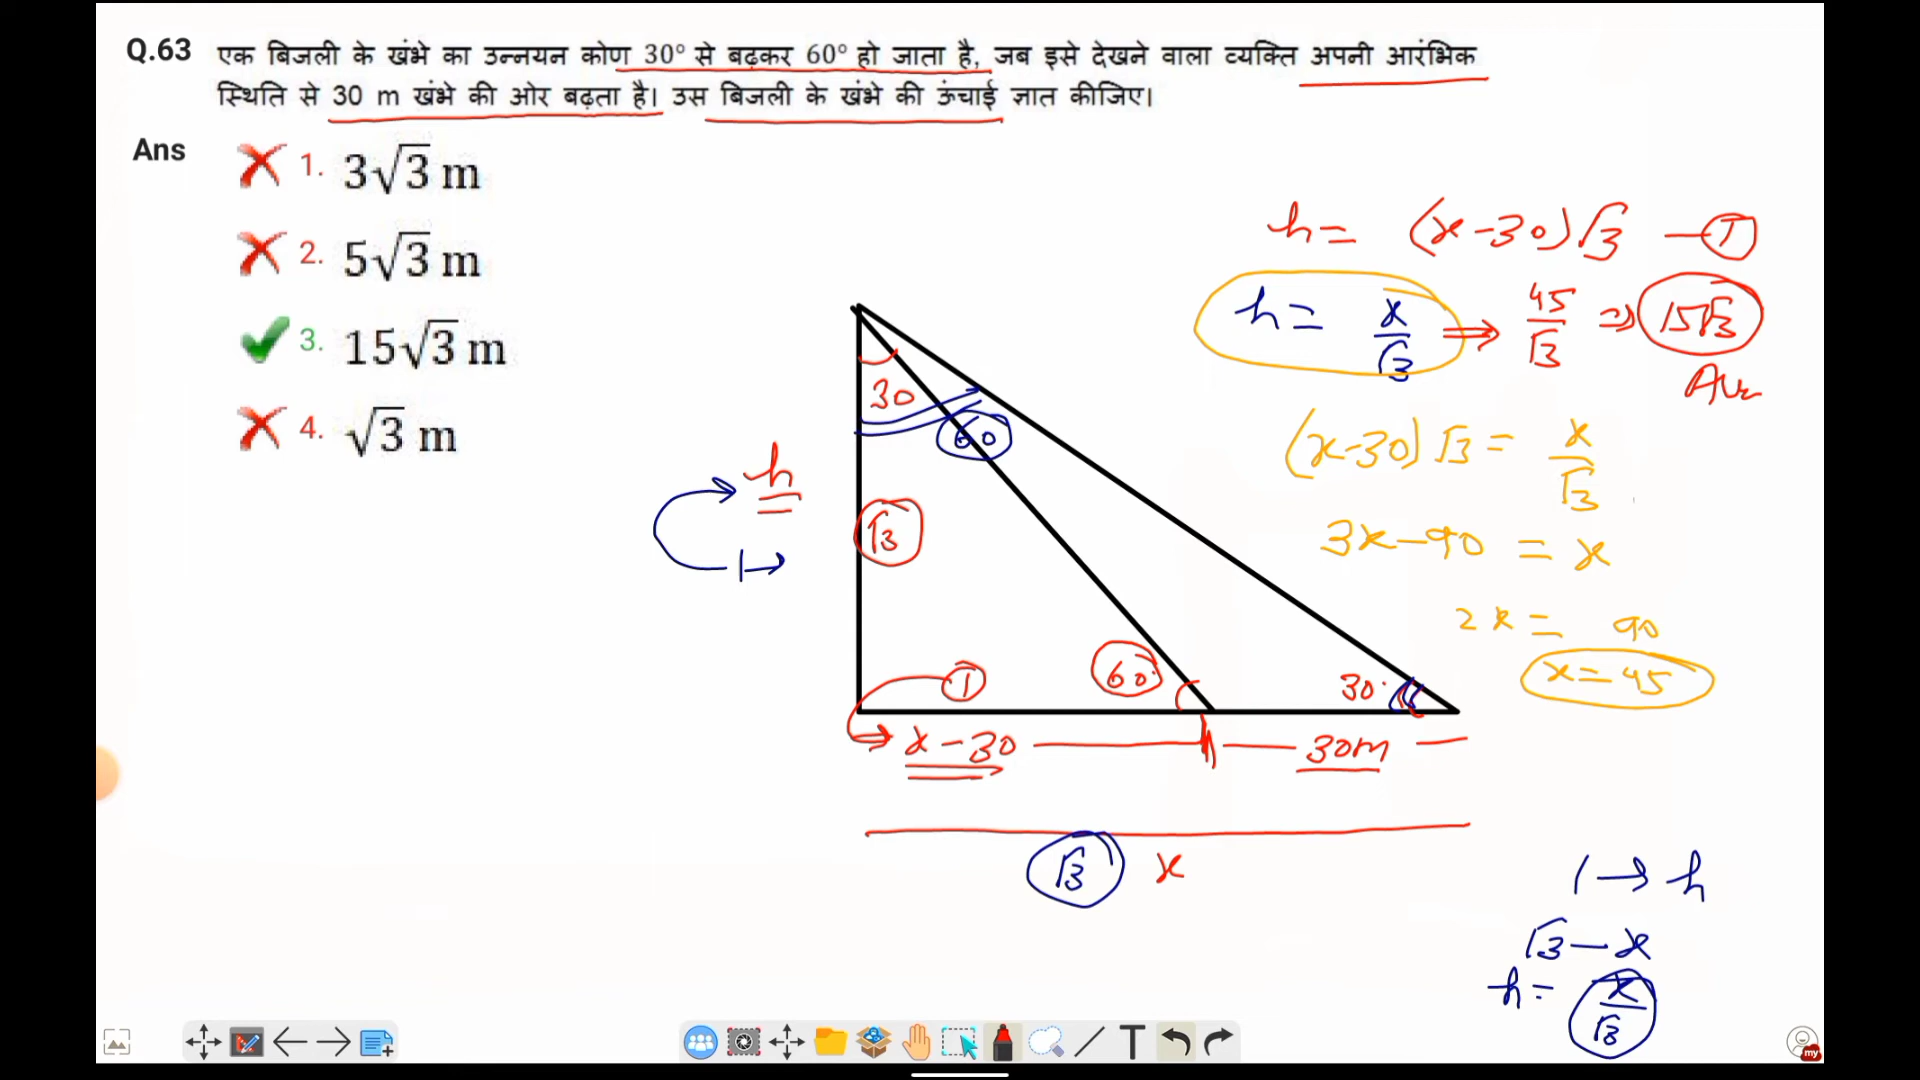 Q.63 एक बिजली के खंभे का उन्नयन कोण 30° से बढ़कर 60° हो जाता है, जब इसे देखने वाला व्यक्ति अपनी आरंभिक
स्थिति से 30 m खंभे की ओर बढ़ता है। उस बिजली के खंभे की ऊंचाई ज्ञात कीजिए।
Ans
1. 3√3 m
2. 5√3 m
3. 15√3 m
4. √3 m
h = (x-30)√3 — 1
h = x/√3 ⇒ 45/√3 ⇒ 15√3
Ans
(x-30)√3 = x/√3
3x-90 = x
2x = 90
x = 45
30
60
h
√3
1→
1
60°
30°
x-30
30m
√3 x
1 → h
√3 — x
h = x/√3
T
my